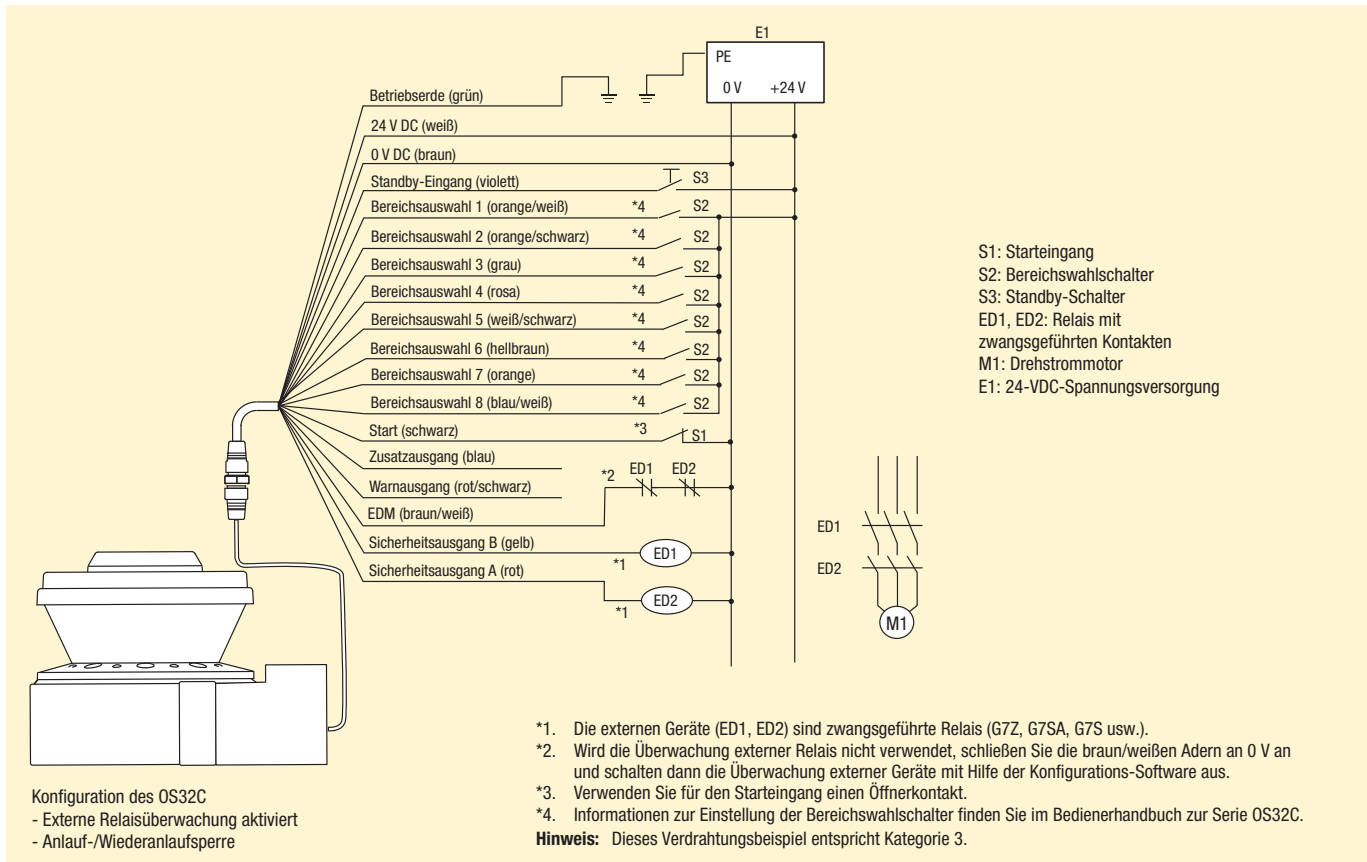 E1
PE
0 V +24 V
Betriebserde (grün)
24 V DC (weiß)
0 V DC (braun)
Standby-Eingang (violett) S3
Bereichsauswahl 1 (orange/weiß) *4 S2
Bereichsauswahl 2 (orange/schwarz) *4 S2
Bereichsauswahl 3 (grau) *4 S2
Bereichsauswahl 4 (rosa) *4 S2
Bereichsauswahl 5 (weiß/schwarz) *4 S2
Bereichsauswahl 6 (hellbraun) *4 S2
Bereichsauswahl 7 (orange) *4 S2
Bereichsauswahl 8 (blau/weiß) *4 S2
Start (schwarz) *3 S1
Zusatzausgang (blau)
Warnausgang (rot/schwarz) *2 ED1 ED2
EDM (braun/weiß)
Sicherheitsausgang B (gelb) *1 ED1
Sicherheitsausgang A (rot) *1 ED2
S1: Starteingang
S2: Bereichswahlschalter
S3: Standby-Schalter
ED1, ED2: Relais mit
zwangsgeführten Kontakten
M1: Drehstrommotor
E1: 24-VDC-Spannungsversorgung
ED1
ED2
M1
Konfiguration des OS32C
- Externe Relaisüberwachung aktiviert
- Anlauf-/Wiederanlaufsperre
*1. Die externen Geräte (ED1, ED2) sind zwangsgeführte Relais (G7Z, G7SA, G7S usw.).
*2. Wird die Überwachung externer Relais nicht verwendet, schließen Sie die braun/weißen Adern an 0 V an
und schalten dann die Überwachung externer Geräte mit Hilfe der Konfigurations-Software aus.
*3. Verwenden Sie für den Starteingang einen Öffnerkontakt.
*4. Informationen zur Einstellung der Bereichswahlschalter finden Sie im Bedienerhandbuch zur Serie OS32C.
Hinweis: Dieses Verdrahtungsbeispiel entspricht Kategorie 3.